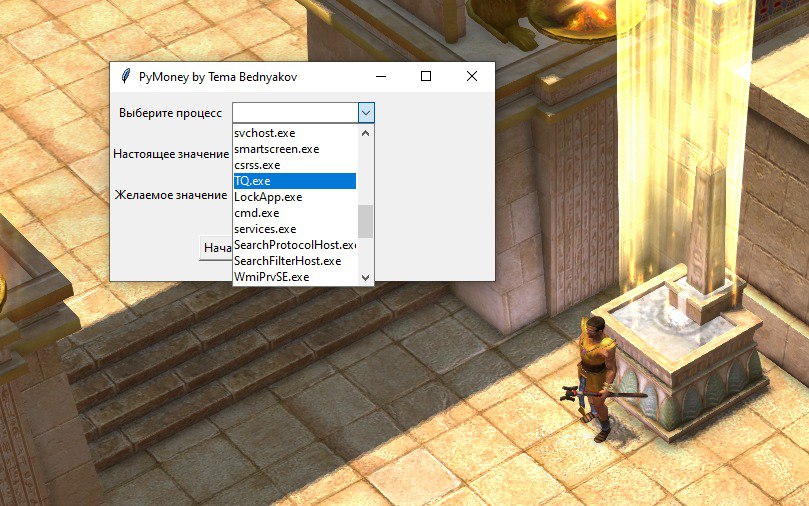 PyMoney by Tema Bednyakov
Выберите процесс
Настоящее значение
Желаемое значение
Нача
svchost.exe
smartscreen.exe
csrss.exe
TQ.exe
LockApp.exe
cmd.exe
services.exe
SearchProtocolHost.exe
SearchFilterHost.exe
WmiPrvSE.exe